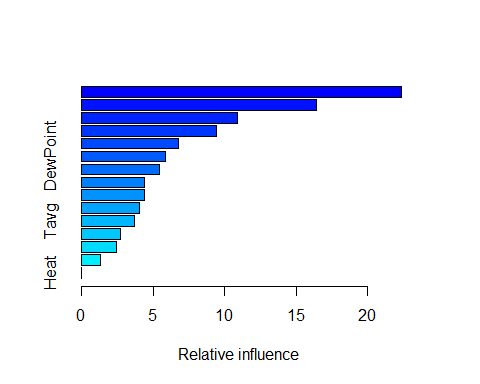 DewPoint
Tavg
Heat
0 5 10 15 20
Relative influence